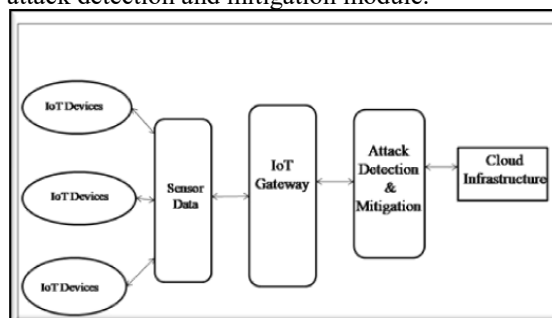 attack detection and mitigation module.
IoT Devices
IoT Devices
IoT Devices
Sensor
Data
IoT
Gateway
Attack
Detection
&
Mitigation
Cloud
Infrastructure